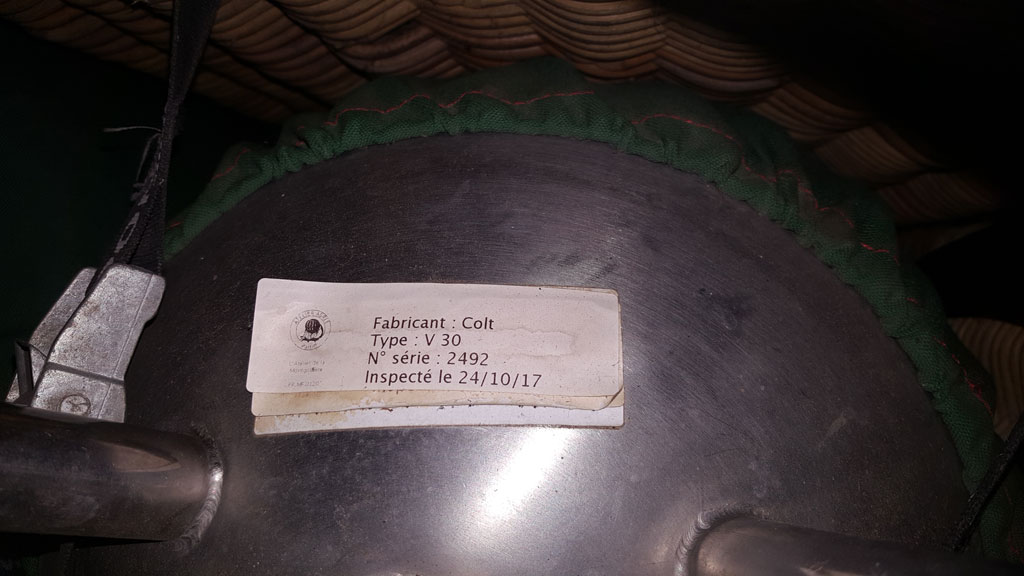 Fabricant : Colt
Type : V 30
N° série : 2492
Inspecté le 24/10/17